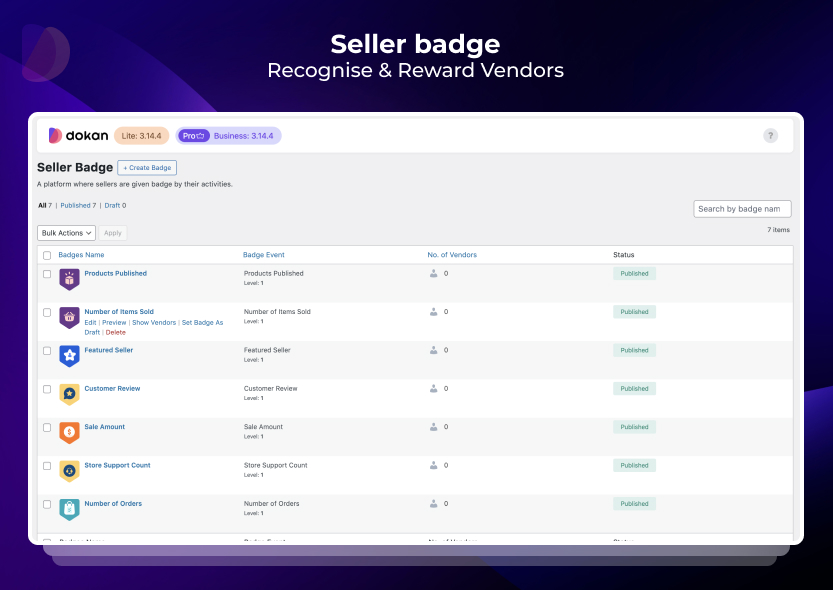 Seller badge
Recognise & Reward Vendors
dokan
Lite: 3.14.4
Pro
Business: 3.14.4
?
Seller Badge
+ Create Badge
A platform where sellers are given badge by their activities.
All 7 | Published 7 | Draft 0
Search by badge nam
Bulk Actions
Apply
7 items
Badges Name
Badge Event
No. of Vendors
Status
Products Published
Products Published
Level: 1
0
Published
Number of Items Sold
Edit | Preview | Show Vendors | Set Badge As
Draft | Delete
Number of Items Sold
Level: 1
0
Published
Featured Seller
Featured Seller
Level: 1
0
Published
Customer Review
Customer Review
Level: 1
0
Published
Sale Amount
Sale Amount
Level: 1
0
Published
Store Support Count
Store Support Count
Level: 1
0
Published
Number of Orders
Number of Orders
Level: 1
0
Published